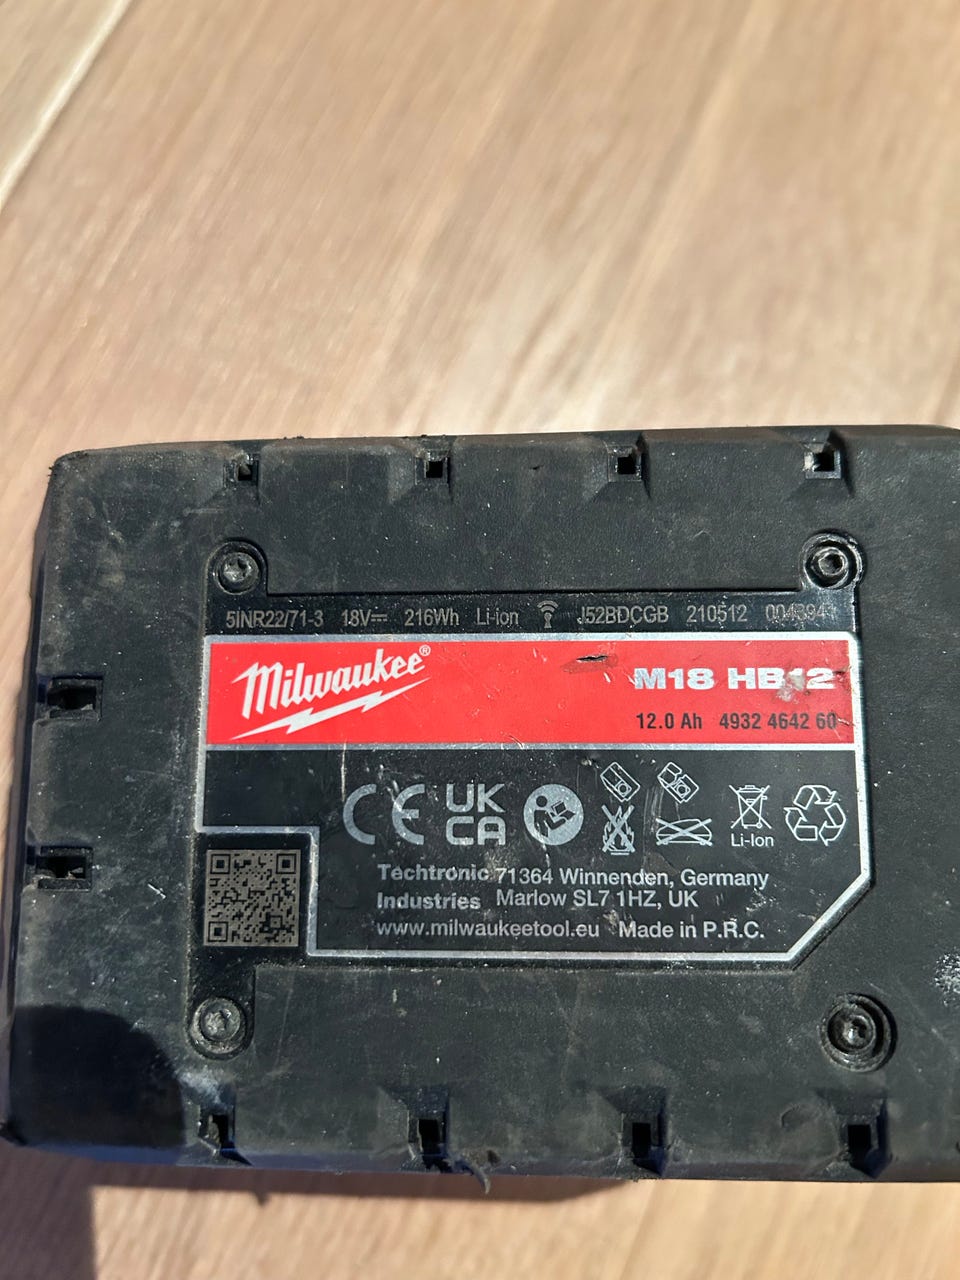 5INR22/71-3 18V 216Wh Li-ion J52BDCGB 210512
Milwaukee®
M18 HB12
12.0 Ah 4932 4642 60
CE UK
CA
Li-Ion
Techtronic 71364 Winnenden, Germany
Industries Marlow SL7 1HZ, UK
www.milwaukeetool.eu Made in P.R.C.